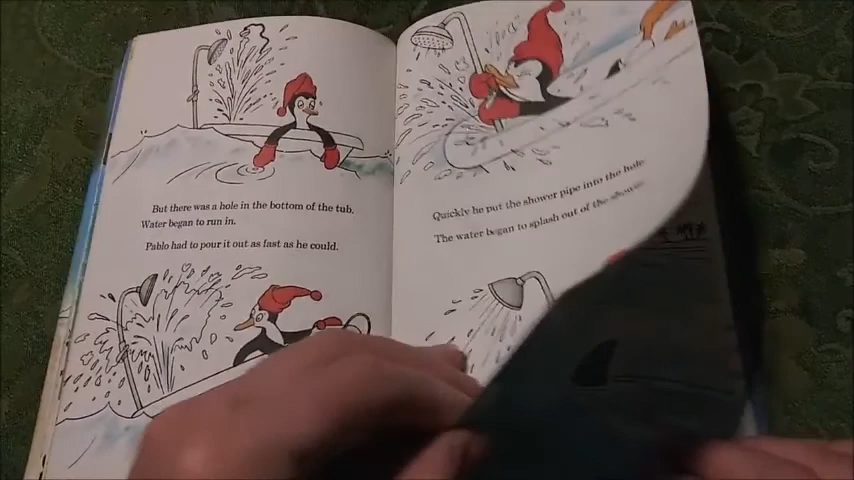 But there was a hole in the bottom of the tub.
Water began to run in.
Pablo had to pour it out as fast as he could.
Quickly he put the shower pipe into the hole
The water began to splash out of the shower